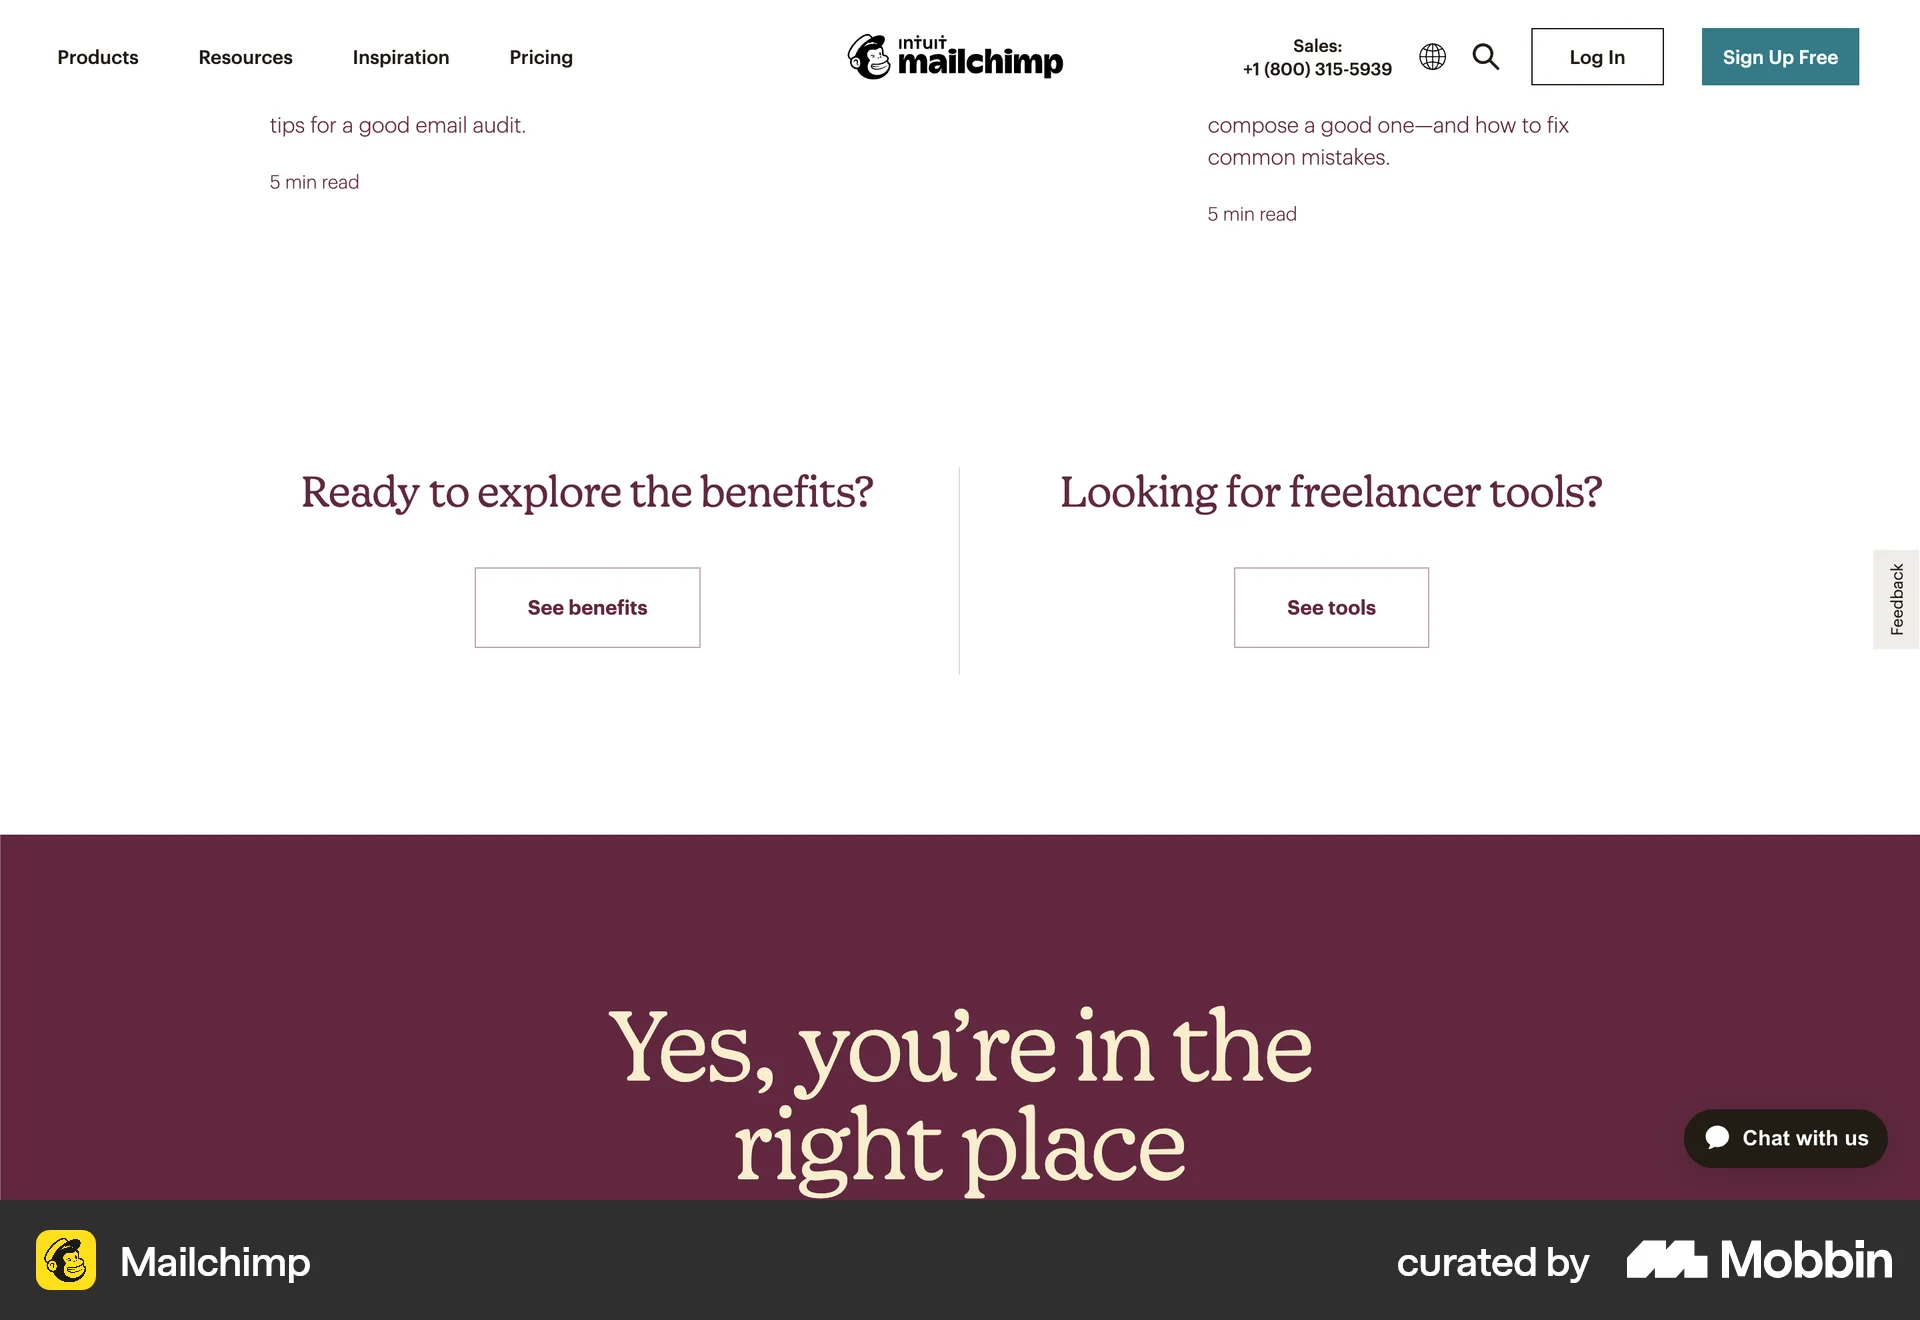 Products
Resources
Inspiration
Pricing
intuit
mailchimp
Sales:
+1 (800) 315-5939
Log In
Sign Up Free
tips for a good email audit.
5 min read
compose a good one—and how to fix
common mistakes.
5 min read
Ready to explore the benefits?
See benefits
Looking for freelancer tools?
See tools
Feedback
Yes, you’re in the
right place
Chat with us
Mailchimp
curated by
Mobbin